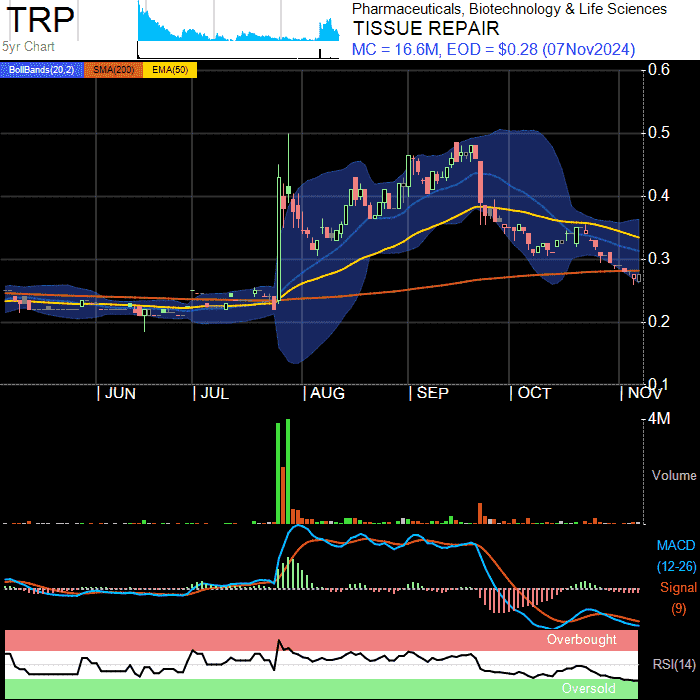 TRP
5yr Chart
Pharmaceuticals, Biotechnology & Life Sciences
TISSUE REPAIR
MC = 16.6M, EOD = $0.28 (07Nov2024)
BollBands(20,2) SMA(200) EMA(50)
0.6
0.5
0.4
0.3
0.2
0.1
JUN JUL AUG SEP OCT NOV
4M
Volume
MACD
(12-26)
Signal
(9)
Overbought
RSI(14)
Oversold